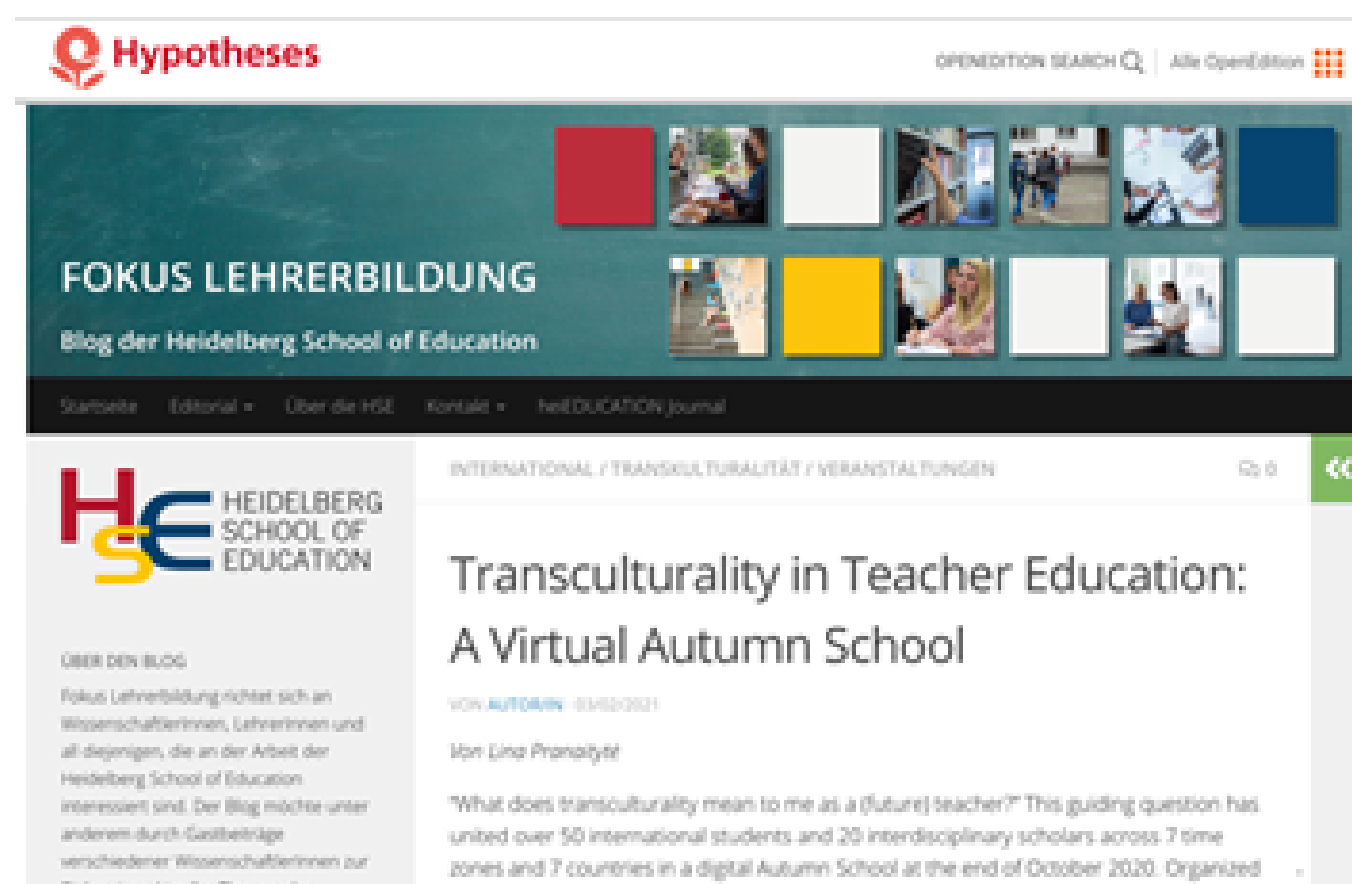 Hypotheses
OPENEDITION SEARCH Alle OpenEdition
FOKUS LEHRERBILDUNG
Blog der Heidelberg School of Education
Startseite Editorial Über die HSE Kontakt heiEDUCATION Journal
HSE HEIDELBERG
SCHOOL OF
EDUCATION
ÜBER DEN BLOG
Fokus Lehrerbildung richtet sich an
WissenschaftlerInnen, LehrerInnen und
all diejenigen, die an der Arbeit der
Heidelberg School of Education
interessiert sind. Der Blog möchte unter
anderem durch Gastbeiträge
verschiedener WissenschaftlerInnen zur
INTERNATIONAL / TRANSKULTURALITÄT / VERANSTALTUNGEN 0
Transculturality in Teacher Education:
A Virtual Autumn School
VON AUTOR/IN · 03/02/2021
Von Lina Pranaitytė
"What does transculturality mean to me as a (future) teacher?" This guiding question has
united over 50 international students and 20 interdisciplinary scholars across 7 time
zones and 7 countries in a digital Autumn School at the end of October 2020. Organized